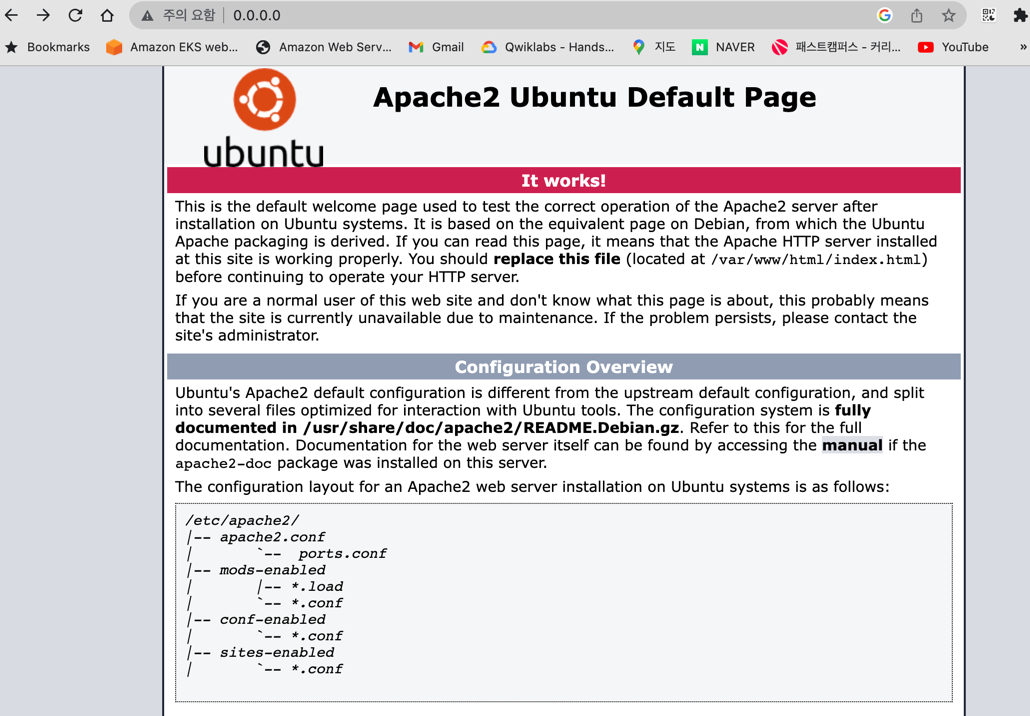 주의 요함 0.0.0.0
Bookmarks Amazon EKS web... Amazon Web Serv... Gmail Qwiklabs - Hands... 지도 N NAVER 패스트캠퍼스 - 커리... YouTube »
ubuntu
Apache2 Ubuntu Default Page
It works!
This is the default welcome page used to test the correct operation of the Apache2 server after
installation on Ubuntu systems. It is based on the equivalent page on Debian, from which the Ubuntu
Apache packaging is derived. If you can read this page, it means that the Apache HTTP server installed
at this site is working properly. You should replace this file (located at /var/www/html/index.html)
before continuing to operate your HTTP server.
If you are a normal user of this web site and don't know what this page is about, this probably means
that the site is currently unavailable due to maintenance. If the problem persists, please contact the
site's administrator.
Configuration Overview
Ubuntu's Apache2 default configuration is different from the upstream default configuration, and split
into several files optimized for interaction with Ubuntu tools. The configuration system is fully
documented in /usr/share/doc/apache2/README.Debian.gz. Refer to this for the full
documentation. Documentation for the web server itself can be found by accessing the manual if the
apache2-doc package was installed on this server.
The configuration layout for an Apache2 web server installation on Ubuntu systems is as follows:
/etc/apache2/
|-- apache2.conf
|       `--  ports.conf
|-- mods-enabled
|       |-- *.load
|       `-- *.conf
|-- conf-enabled
|       `-- *.conf
|-- sites-enabled
|       `-- *.conf